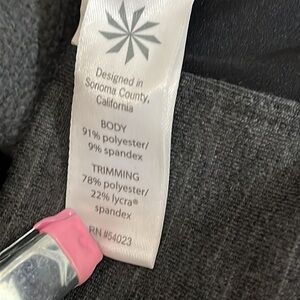 Designed in
Sonoma County,
California
BODY
91% polyester/
9% spandex
TRIMMING
78% polyester/
22% lycra®
spandex
RN #54023